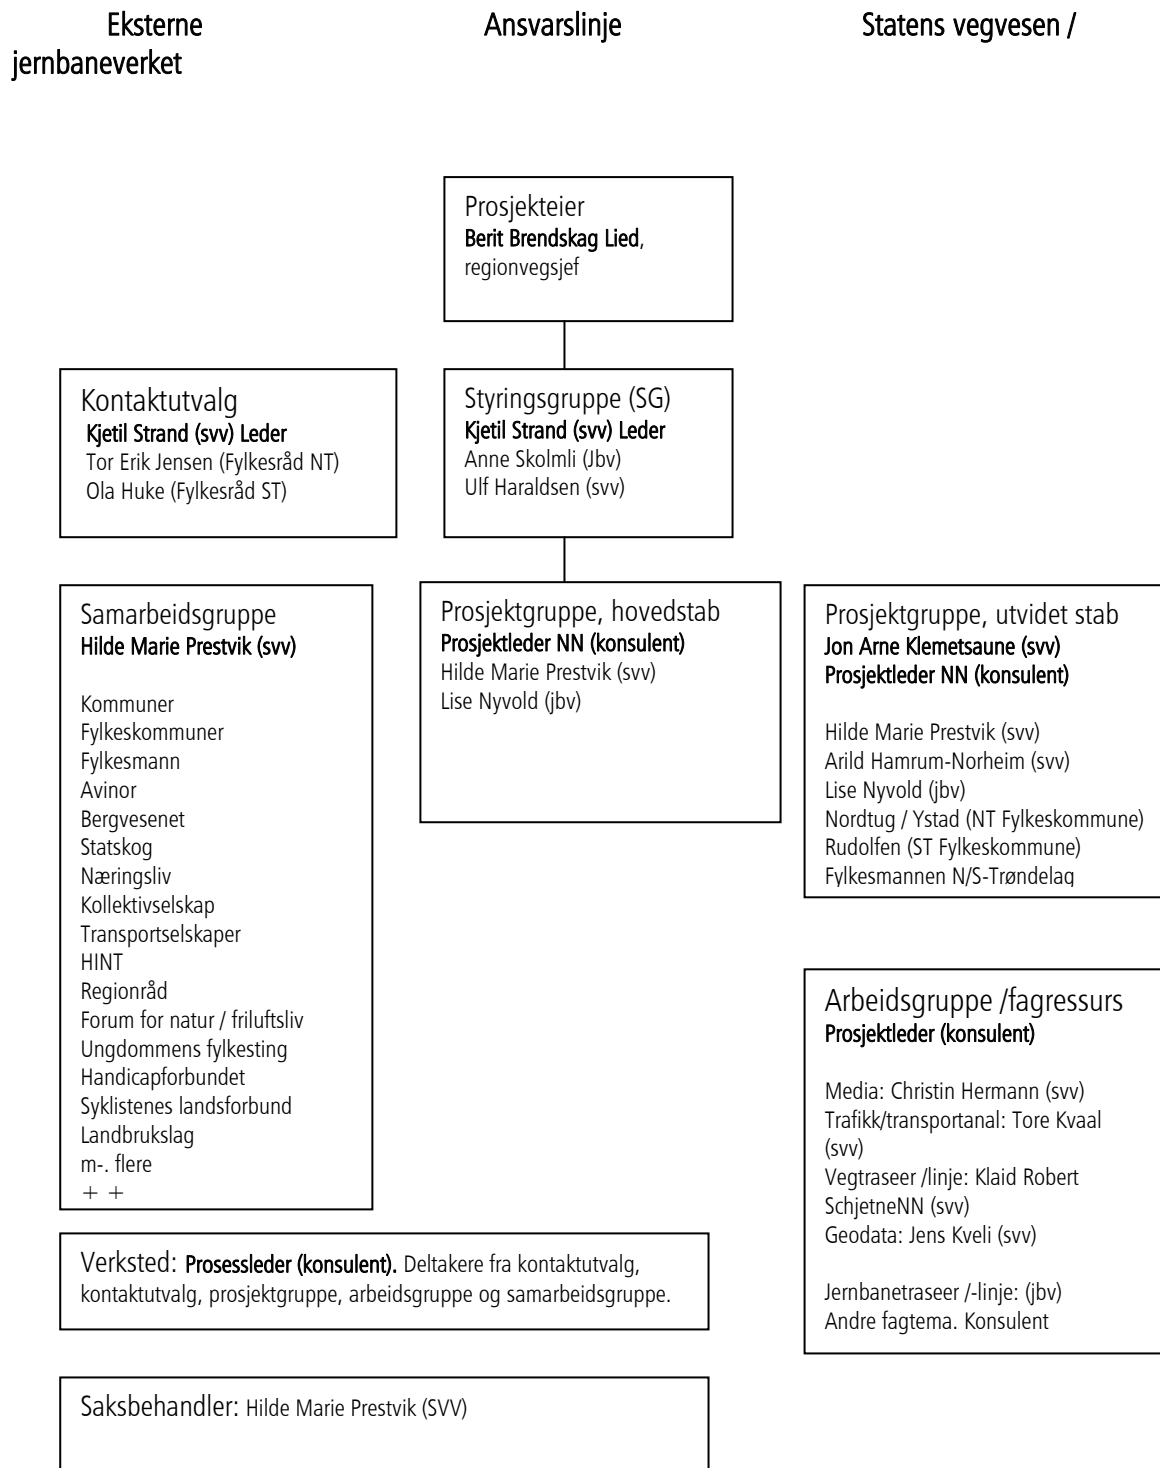 Eksterne Ansvarslinje Statens vegvesen /
jernbaneverket
Prosjekteier
Berit Brendskag Lied,
regionvegsjef
Kontaktutvalg
Kjetil Strand (svv) Leder
Tor Erik Jensen (Fylkesråd NT)
Ola Huke (Fylkesråd ST)
Styringsgruppe (SG)
Kjetil Strand (svv) Leder
Anne Skolmli (Jbv)
Ulf Haraldsen (svv)
Samarbeidsgruppe
Hilde Marie Prestvik (svv)
Kommuner
Fylkeskommuner
Fylkesmann
Avinor
Bergvesenet
Statskog
Næringsliv
Kollektivselskap
Transportselskaper
HINT
Regionråd
Forum for natur / friluftsliv
Ungdommens fylkesting
Handicapforbundet
Syklistenes landsforbund
Landbrukslag
m-. flere
+ +
Prosjektgruppe, hovedstab
Prosjektleder NN (konsulent)
Hilde Marie Prestvik (svv)
Lise Nyvold (jbv)
Prosjektgruppe, utvidet stab
Jon Arne Klemetsaune (svv)
Prosjektleder NN (konsulent)
Hilde Marie Prestvik (svv)
Arild Hamrum-Norheim (svv)
Lise Nyvold (jbv)
Nordtug / Ystad (NT Fylkeskommune)
Rudolfen (ST Fylkeskommune)
Fylkesmannen N/S-Trøndelag
Arbeidsgruppe /fagressurs
Prosjektleder (konsulent)
Media: Christin Hermann (svv)
Trafikk/transportanal: Tore Kvaal
(svv)
Vegtraseer /linje: Klaid Robert
SchjetneNN (svv)
Geodata: Jens Kveli (svv)
Jernbanetraseer /-linje: (jbv)
Andre fagtema. Konsulent
Verksted: Prosessleder (konsulent). Deltakere fra kontaktutvalg,
kontaktutvalg, prosjektgruppe, arbeidsgruppe og samarbeidsgruppe.
Saksbehandler: Hilde Marie Prestvik (SVV)